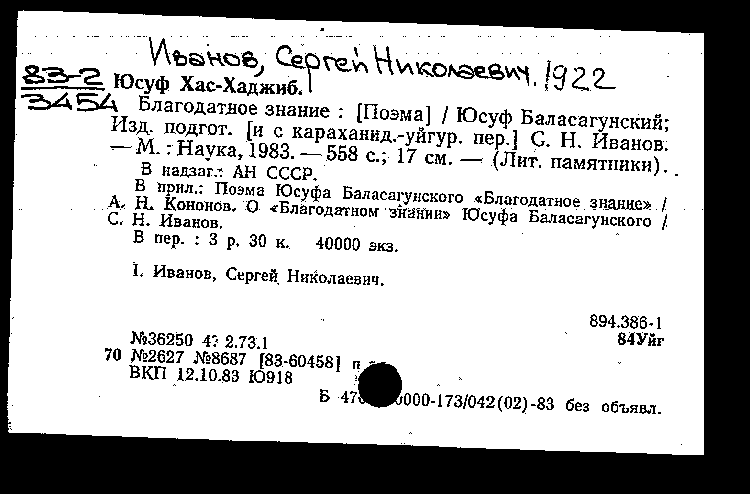 Иванов, Сергей Николаевич. 1922
83-2
3454
Юсуф Хас-Хаджиб.
Благодатное знание : [Поэма] / Юсуф Баласагунский;
Изд. подгот. [и с караханид.-уйгур. пер.] С. Н. Иванов.
— М. : Наука, 1983. — 558 с.; 17 см. — (Лит. памятники).
В надзаг.: АН СССР.
В прил.: Поэма Юсуфа Баласагунского «Благодатное знание» /
А. Н. Кононов. О «Благодатном знании» Юсуфа Баласагунского /
С. Н. Иванов.
В пер. : 3 р. 30 к. 40000 экз.
I. Иванов, Сергей Николаевич.
894.386-1
84Уйг
№36250 4? 2.73.1
70 №2627 №8687 [83-60458] п
ВКП 12.10.83 Ю918
Б 0000-173/042(02)-83 без объявл.